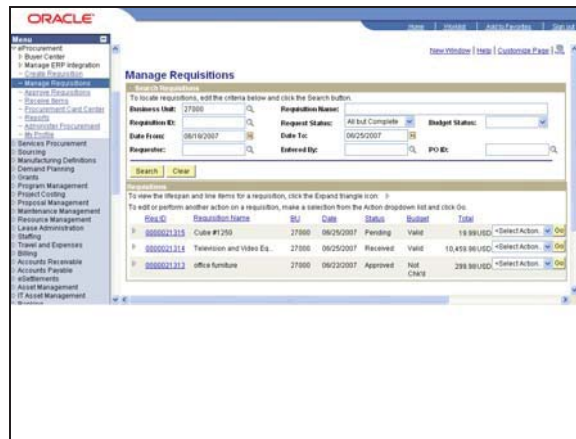 ORACLE
Home | Worklist | Add to Favorites | Sign out
Menu
eProcurement
Buyer Center
Manage ERP Integration
Create Requisition
Manage Requisitions
Approve Requisitions
Receive Items
Procurement Card Center
Reports
Administer Procurement
My Profile
Services Procurement
Sourcing
Manufacturing Definitions
Demand Planning
Grants
Program Management
Project Costing
Proposal Management
Maintenance Management
Resource Management
Lease Administration
Staffing
Travel and Expenses
Billing
Accounts Receivable
Accounts Payable
eSettlements
Asset Management
IT Asset Management
Banking
New Window | Help | Customize Page |
Manage Requisitions
Search Requisitions
To locate requisitions, edit the criteria below and click the Search button.
Business Unit: 27000 Requisition Name:
Requisition ID: Request Status: All but Complete Budget Status:
Date From: 06/18/2007 Date To: 06/25/2007
Requester: Entered By: PO ID:
Search Clear
Requisitions
To view the lifespan and line items for a requisition, click the Expand triangle icon.
To edit or perform another action on a requisition, make a selection from the Action dropdown list and click Go.
Req ID Requisition Name BU Date Status Budget Total
0000021315 Cube #1250 27000 06/25/2007 Pending Valid 19.99 USD <Select Action... Go
0000021314 Television and Video Eq... 27000 06/25/2007 Received Valid 10,459.98 USD <Select Action... Go
0000021313 office furniture 27000 06/22/2007 Approved Not Chk'd 299.98 USD <Select Action... Go